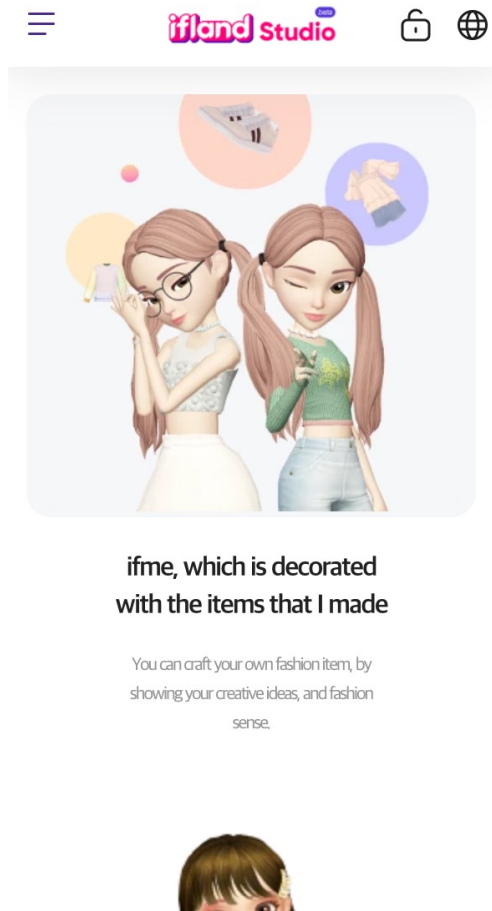 beta
ifland Studio
ifme, which is decorated
with the items that I made
You can craft your own fashion item, by
showing your creative ideas, and fashion
sense.